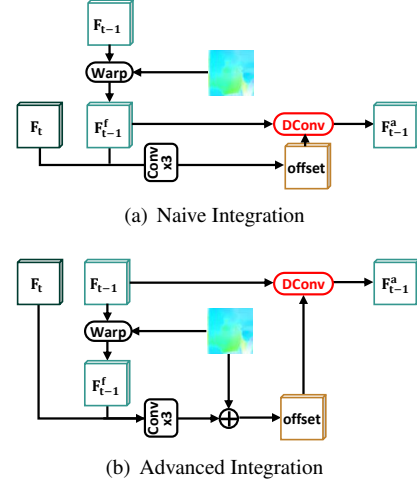 F_{t-1}
Warp
F_t
F^f_{t-1}
Conv x3
DConv
offset
F^a_{t-1}
(a) Naive Integration
F_t
F_{t-1}
DConv
F^a_{t-1}
Warp
F^f_{t-1}
Conv x3
offset
(b) Advanced Integration